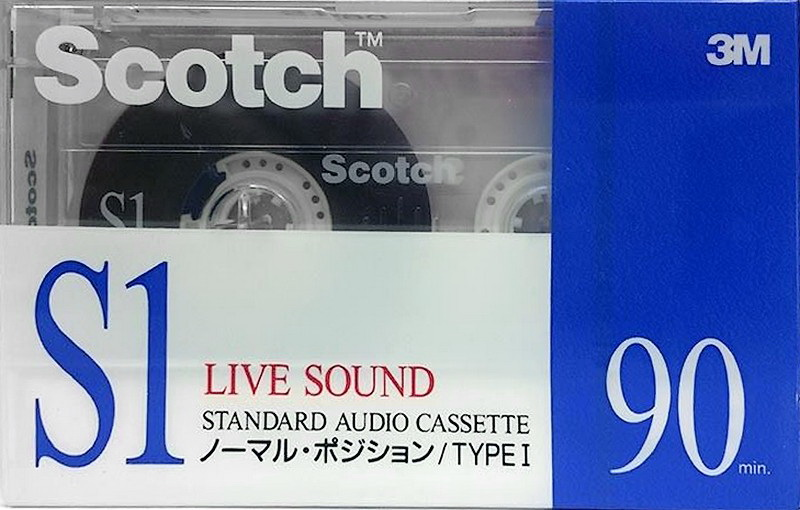 Scotch™
3M
Scotch
Scotch
S1
S1
LIVE SOUND
STANDARD AUDIO CASSETTE
ノーマル・ポジション/TYPE I
90 min.